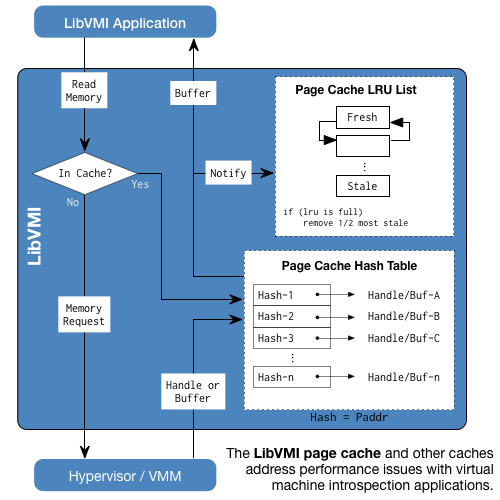 LibVMI Application
Read
Memory
Buffer
Page Cache LRU List
Fresh
⋮
Stale
if (lru is full)
remove 1/2 most stale
In Cache?
Yes
No
Notify
LibVMI
Page Cache Hash Table
Hash-1
Handle/Buf-A
Hash-2
Handle/Buf-B
Hash-3
Handle/Buf-C
⋮
Hash-n
Handle/Buf-n
Hash = Paddr
Memory
Request
Handle or
Buffer
Hypervisor / VMM
The LibVMI page cache and other caches
address performance issues with virtual
machine introspection applications.